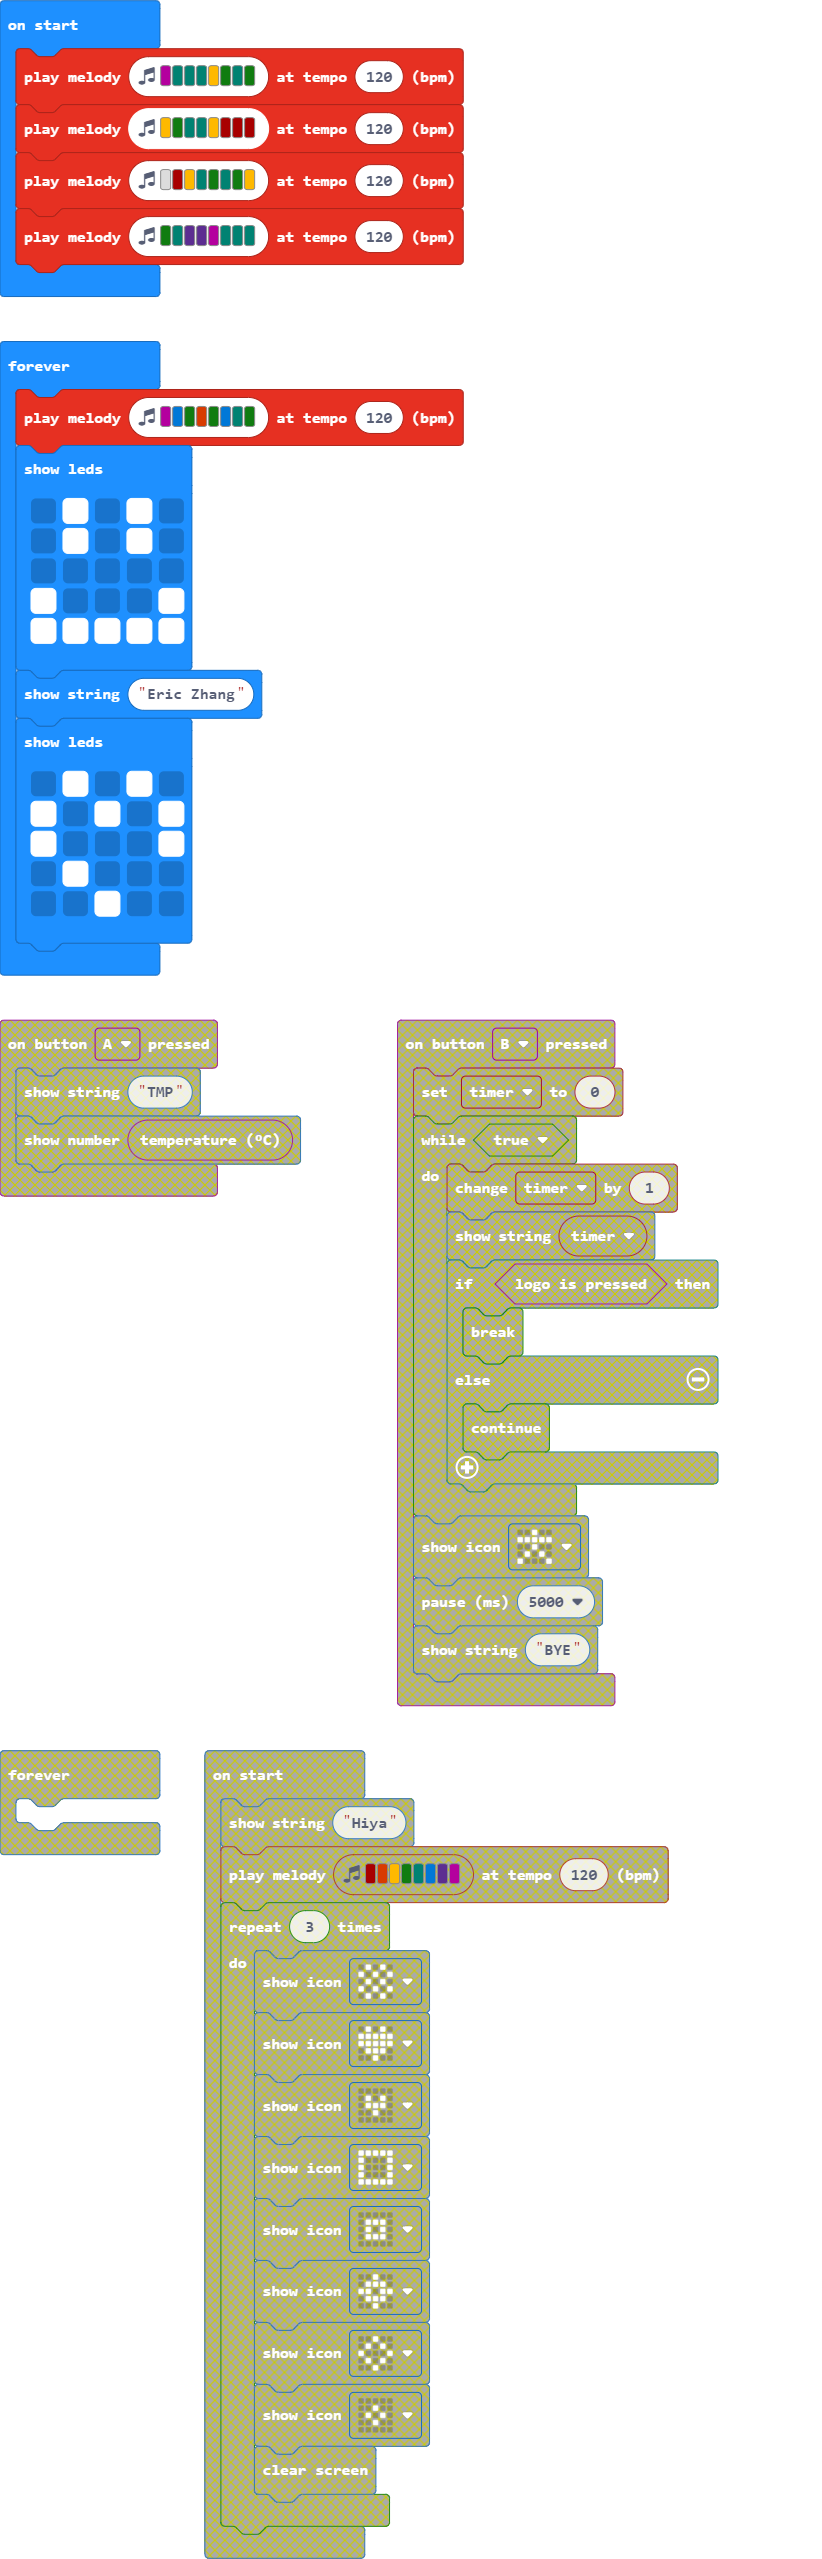 on start
play melody at tempo 120 (bpm)
play melody at tempo 120 (bpm)
play melody at tempo 120 (bpm)
play melody at tempo 120 (bpm)
forever
play melody at tempo 120 (bpm)
show leds
show string "Eric Zhang"
show leds
on button A pressed
show string "TMP"
show number temperature (ºC)
on button B pressed
set timer to 0
while true
do
change timer by 1
show string timer
if logo is pressed then
break
else
continue
show icon
pause (ms) 5000
show string "BYE"
forever
on start
show string "Hiya"
play melody at tempo 120 (bpm)
repeat 3 times
do
show icon
show icon
show icon
show icon
show icon
show icon
show icon
show icon
clear screen